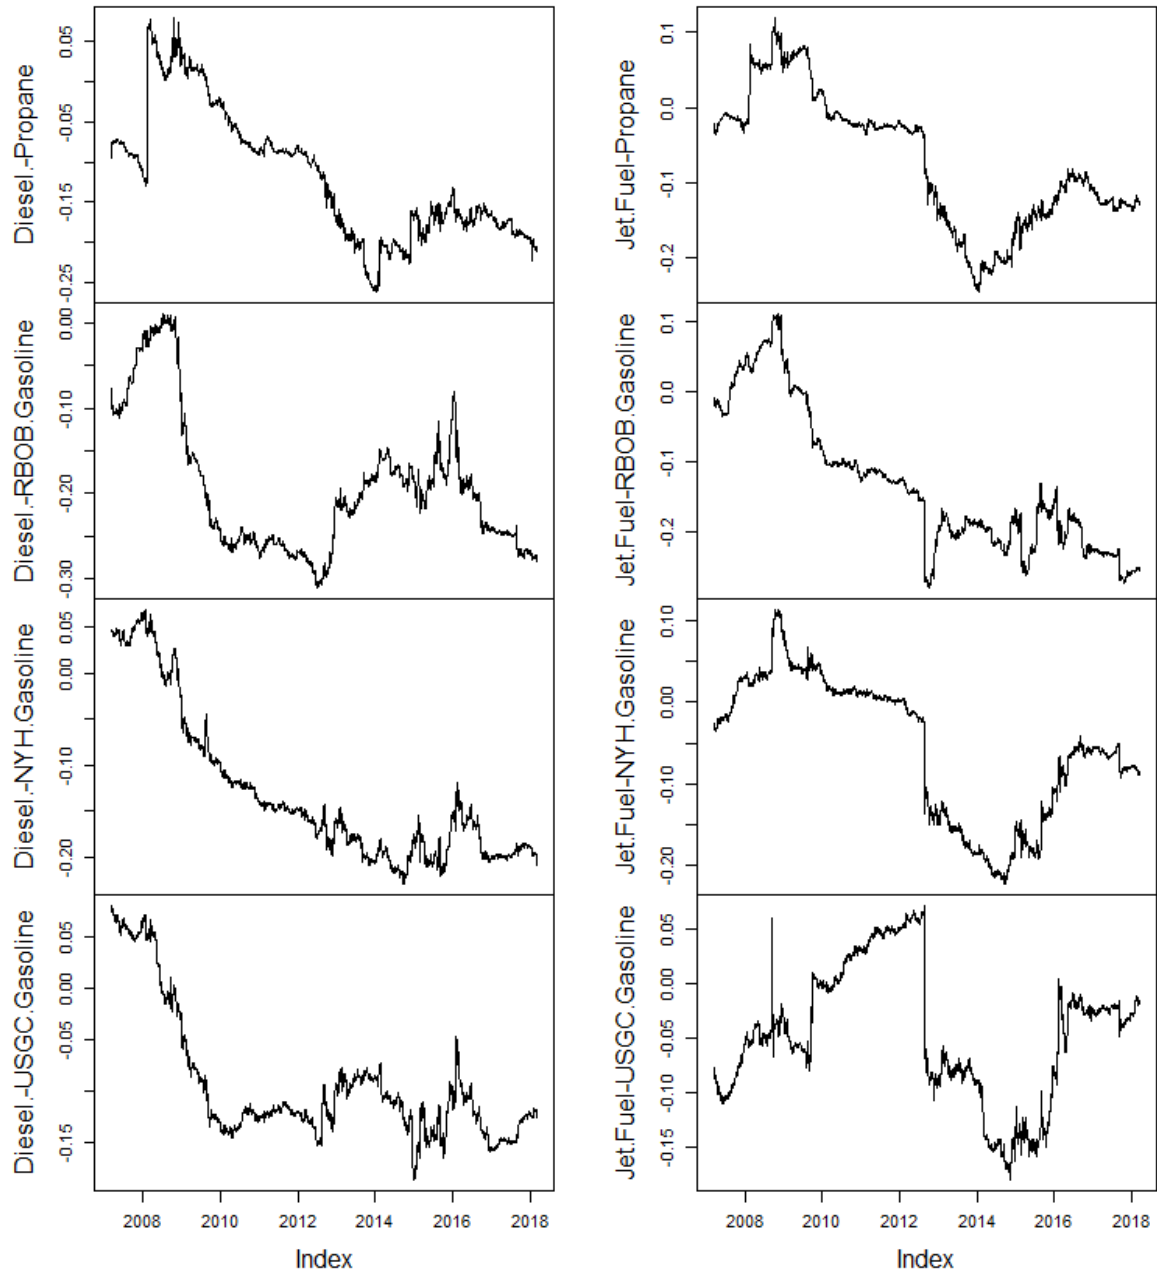 Diesel.-Propane
0.05
-0.05
-0.15
-0.25
Diesel.-RBOB.Gasoline
0.00
-0.10
-0.20
-0.30
Diesel.-NYH.Gasoline
0.05
0.00
-0.10
-0.20
Diesel.-USGC.Gasoline
0.05
0.00
-0.05
-0.15
2008 2010 2012 2014 2016 2018
Index
Jet.Fuel-Propane
0.1
0.0
-0.1
-0.2
Jet.Fuel-RBOB.Gasoline
0.1
0.0
-0.1
-0.2
Jet.Fuel-NYH.Gasoline
0.10
0.00
-0.10
-0.20
Jet.Fuel-USGC.Gasoline
0.05
0.00
-0.05
-0.10
-0.15
2008 2010 2012 2014 2016 2018
Index